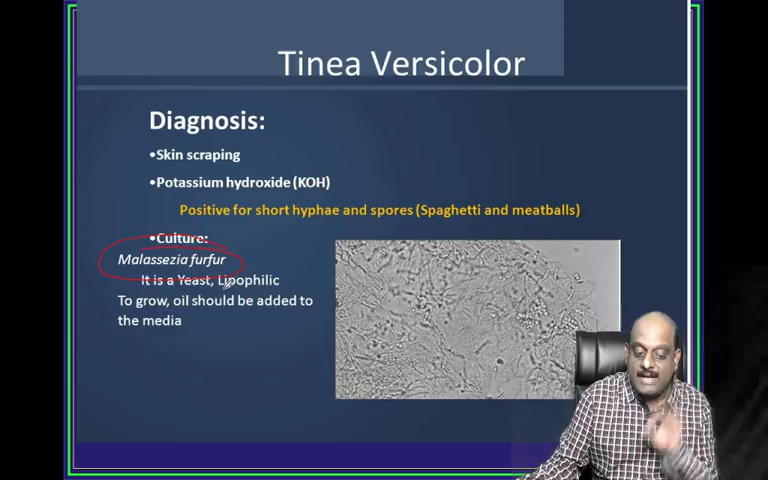 Tinea Versicolor
Diagnosis:
•Skin scraping
•Potassium hydroxide (KOH)
Positive for short hyphae and spores (Spaghetti and meatballs)
•Culture:
Malassezia furfur
It is a Yeast, Lipophilic
To grow, oil should be added to
the media